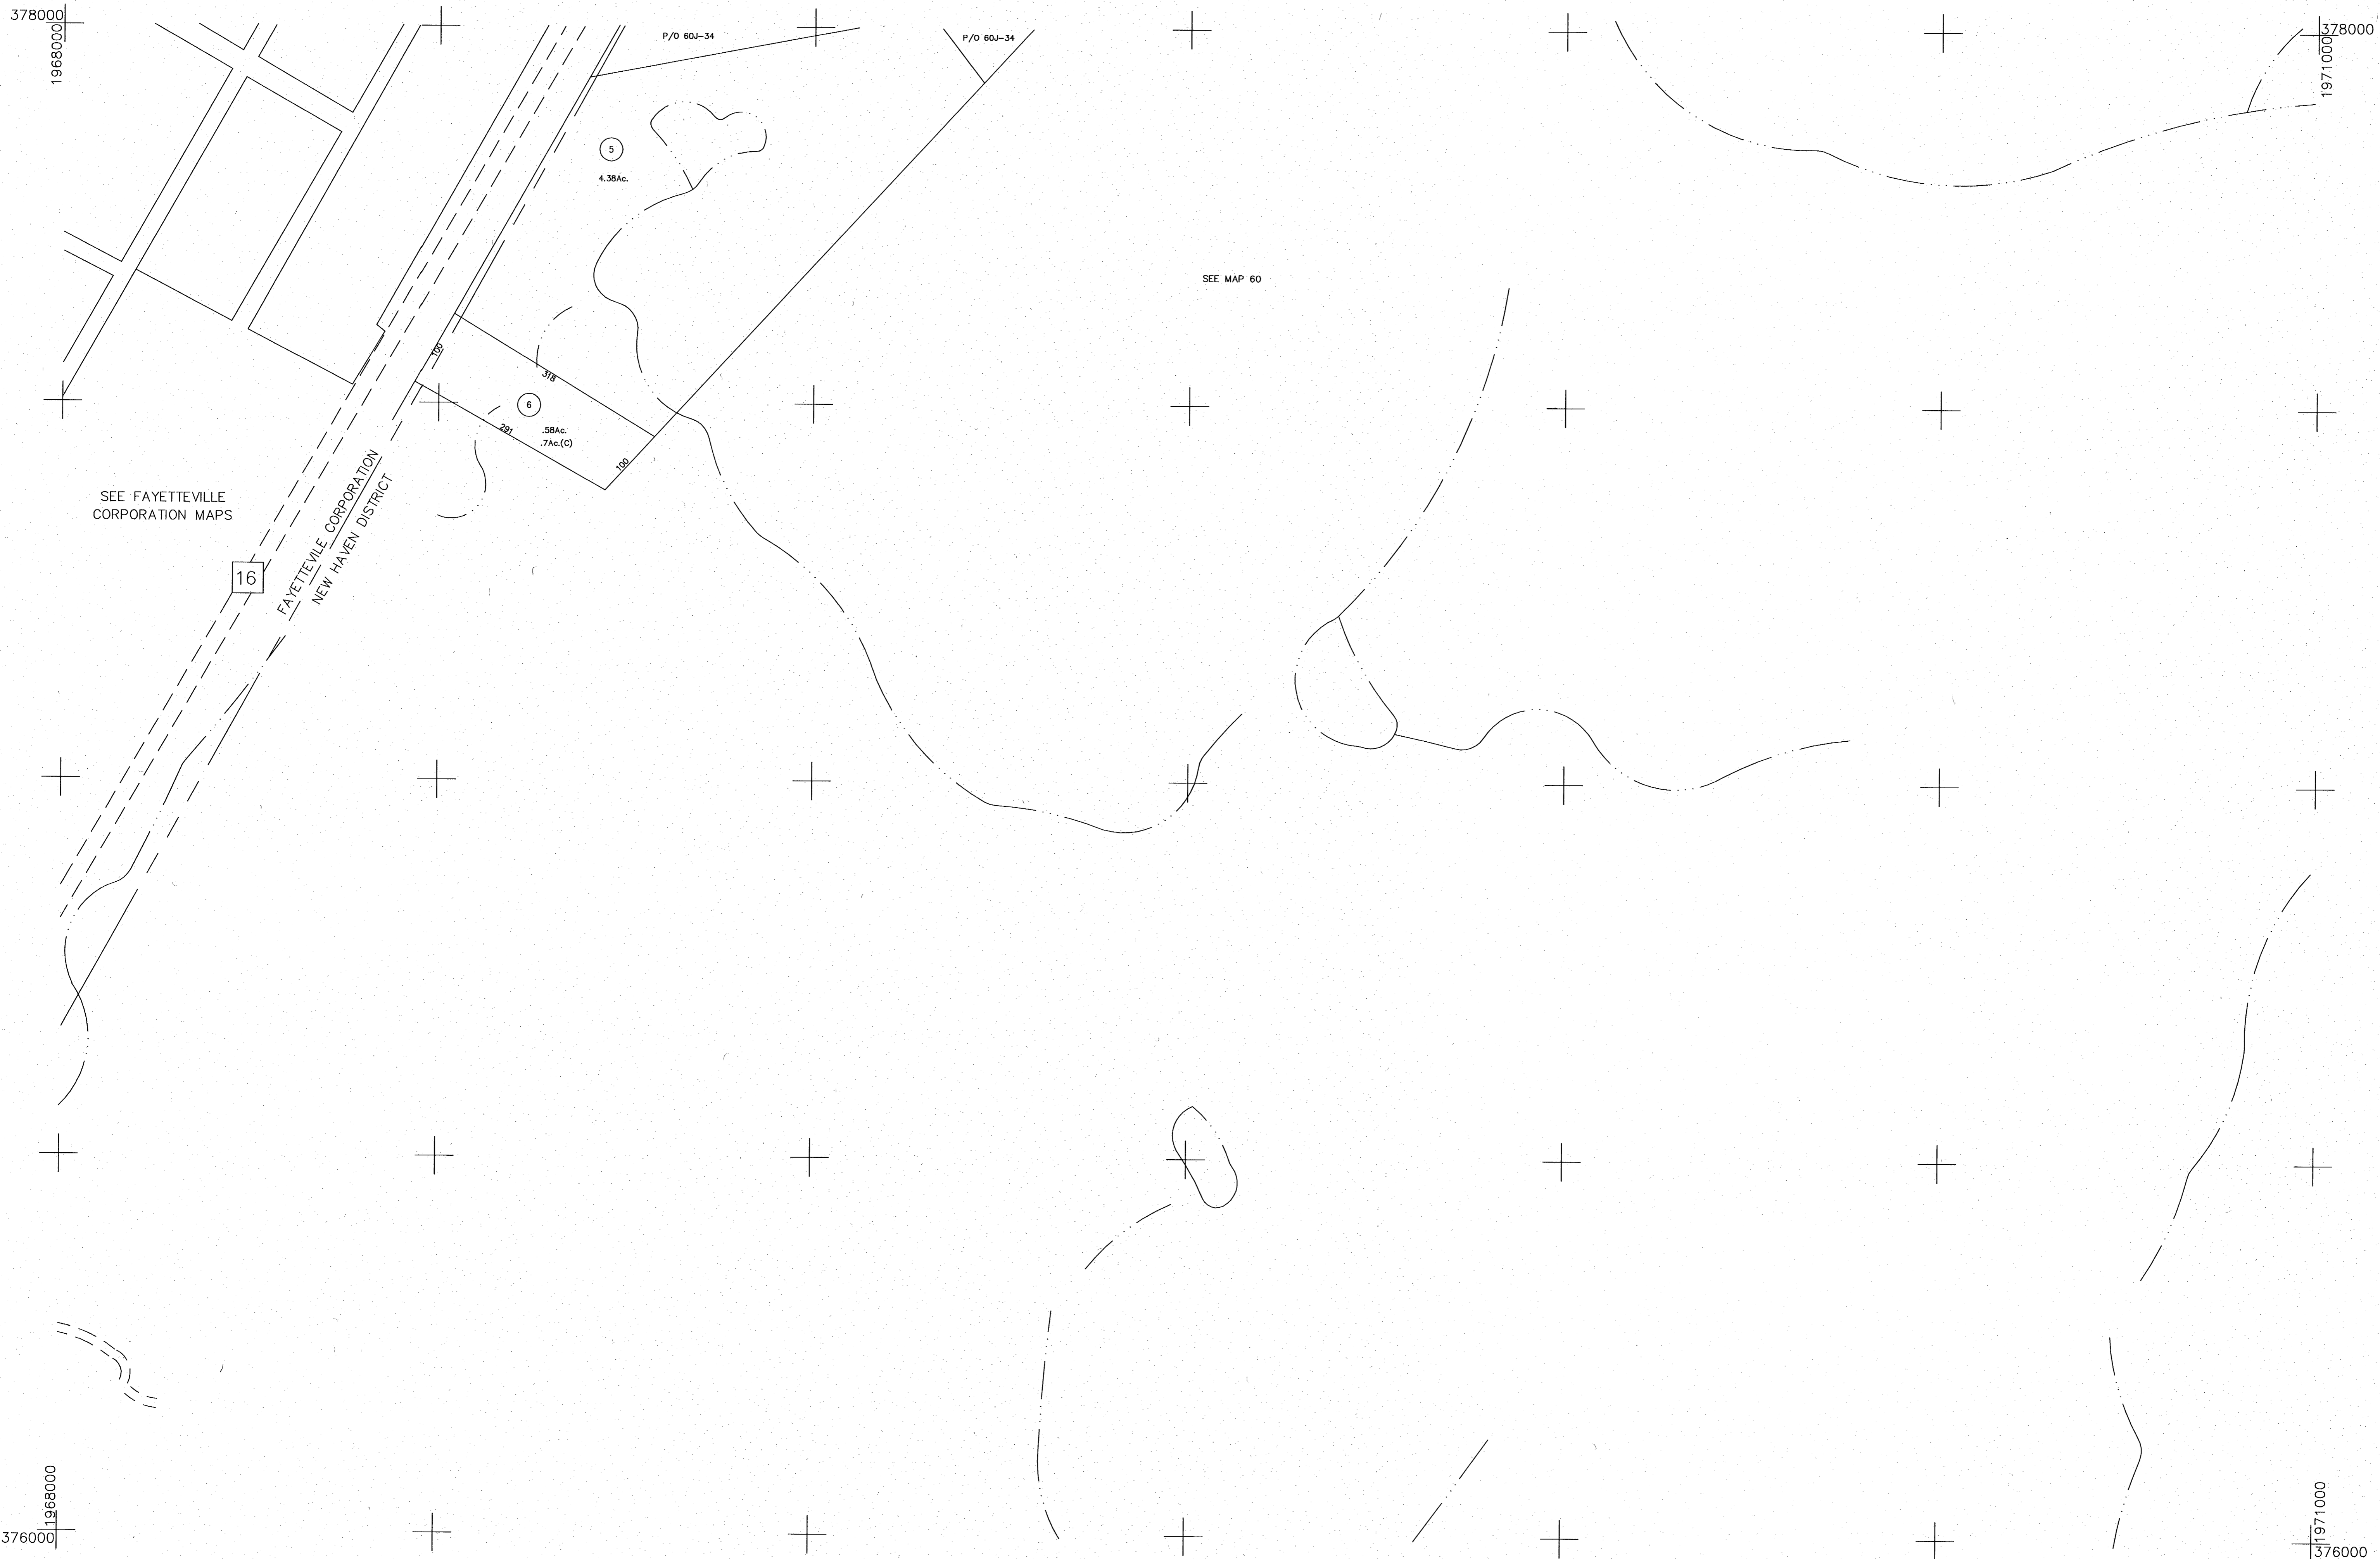 378000
1968000
P/O 60J-34
P/O 60J-34
378000
1971000
5
4.38Ac.
SEE MAP 60
100
318
6
291
.58Ac.
.7Ac.(C)
100
SEE FAYETTEVILLE
CORPORATION MAPS
FAYETTEVILE CORPORATION
NEW HAVEN DISTRICT
16
1968000
376000
1971000
376000